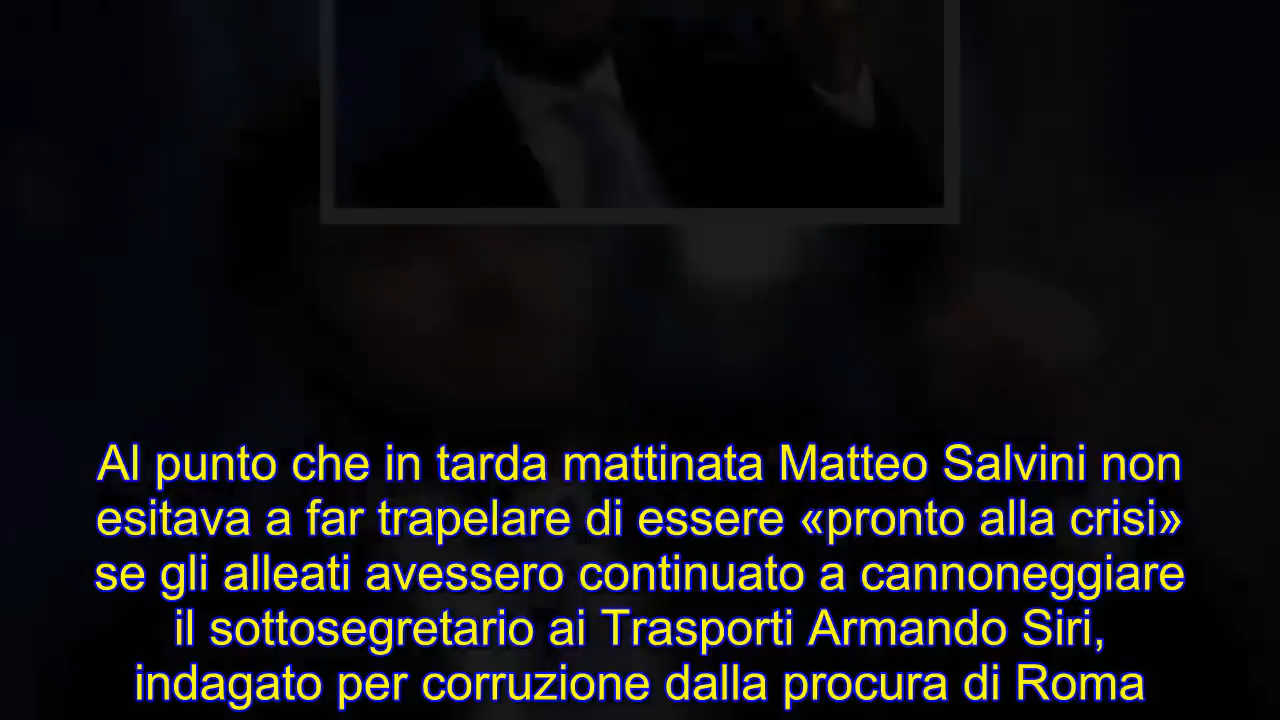 Al punto che in tarda mattinata Matteo Salvini non
esitava a far trapelare di essere «pronto alla crisi»
se gli alleati avessero continuato a cannoneggiare
il sottosegretario ai Trasporti Armando Siri,
indagato per corruzione dalla procura di Roma